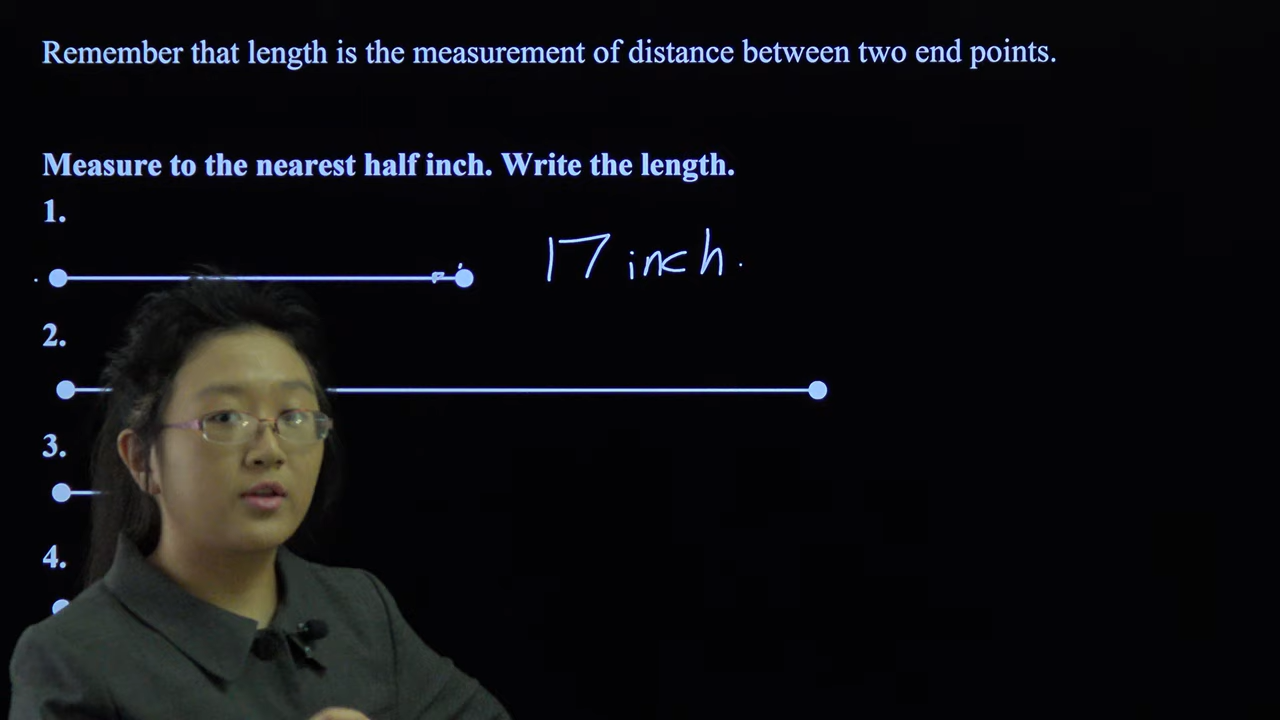 Remember that length is the measurement of distance between two end points.
Measure to the nearest half inch. Write the length.
1.
17 inch.
2.
3.
4.